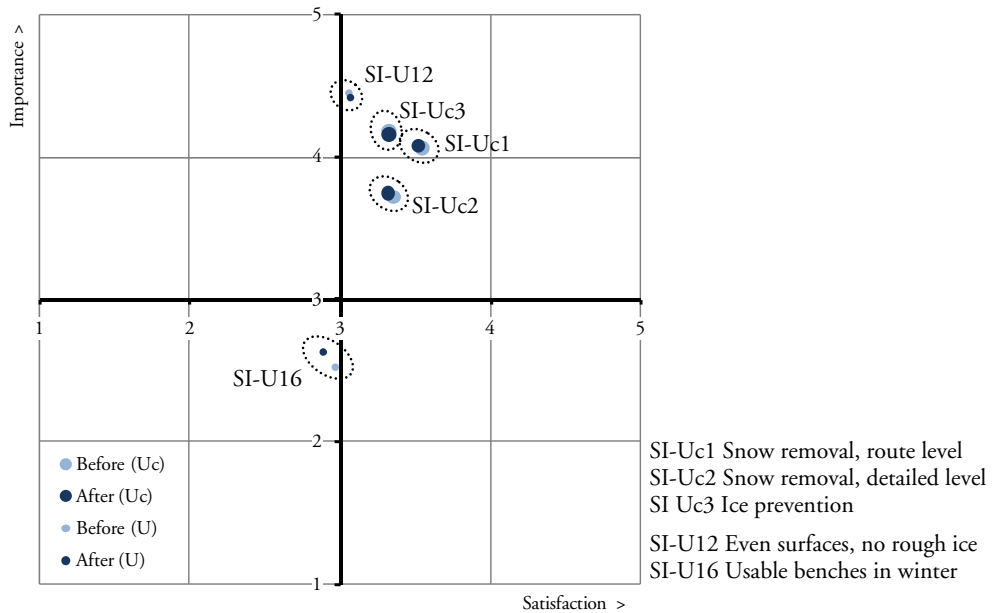 Importance >
5
SI-U12
SI-Uc3
SI-Uc1
4
SI-Uc2
3
1 2 3 4 5
SI-U16
2
SI-Uc1 Snow removal, route level
SI-Uc2 Snow removal, detailed level
SI Uc3 Ice prevention
SI-U12 Even surfaces, no rough ice
SI-U16 Usable benches in winter
Before (Uc)
After (Uc)
Before (U)
After (U)
1
Satisfaction >